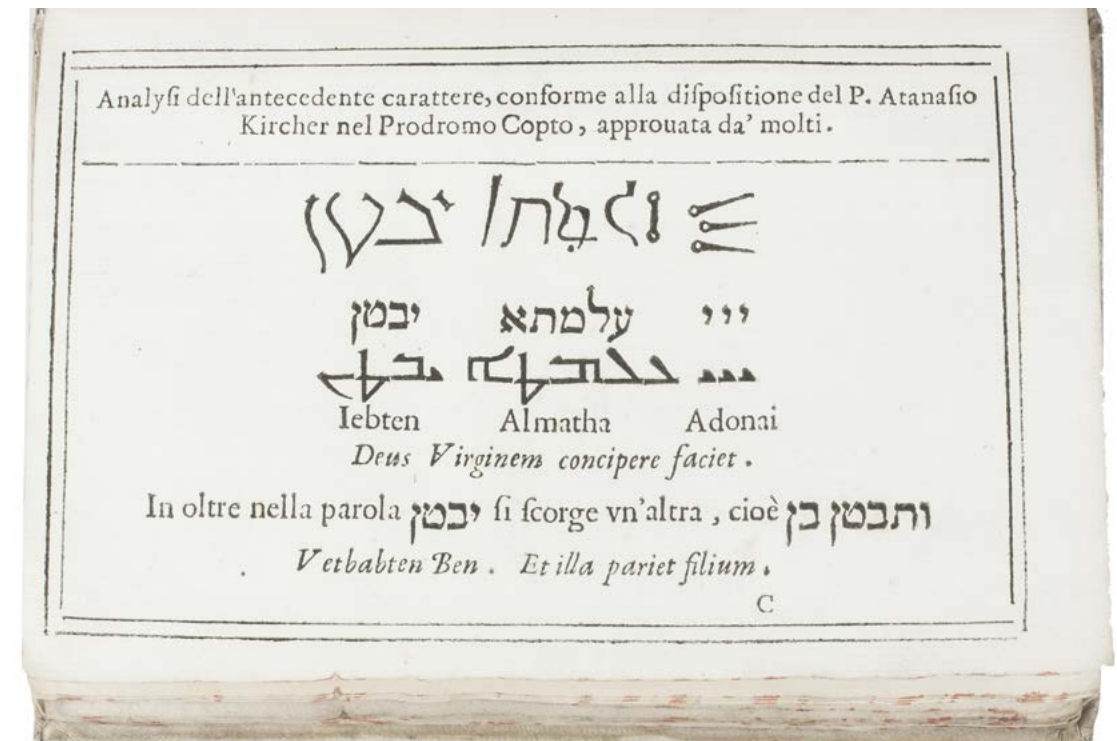 Analyſi dell'antecedente carattere, conforme alla diſpoſitione del P. Atanaſio
Kircher nel Prodromo Copto, approuata da' molti.
ייי עלמתא יבטן
Iebten Almatha Adonai
Deus Virginem concipere faciet.
In oltre nella parola יבטן ſi ſcorge vn'altra, cioè ותבטן בן
Vetbabten Ben. Et illa pariet filium.
C